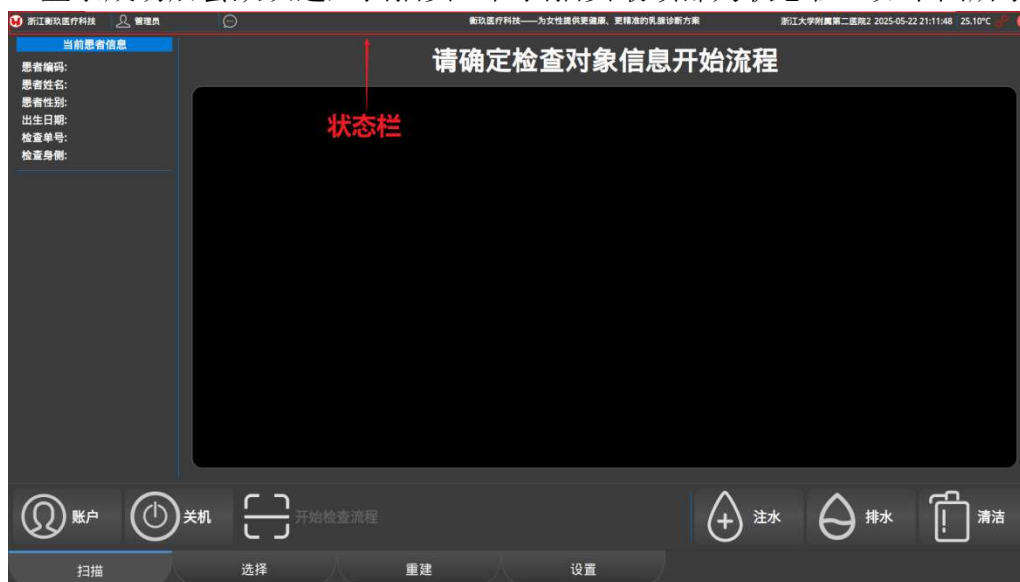 浙江衡玖医疗科技 管理员 衡玖医疗科技——为女性提供更健康、更精准的乳腺诊断方案 浙江大学附属第二医院2 2025-05-22 21:11:48 25.10°C
当前患者信息
请确定检查对象信息开始流程
患者编码:
患者姓名:
患者性别:
出生日期:
检查单号:
检查身侧:
状态栏
账户 关机 开始检查流程 注水 排水 清洁
扫描 选择 重建 设置